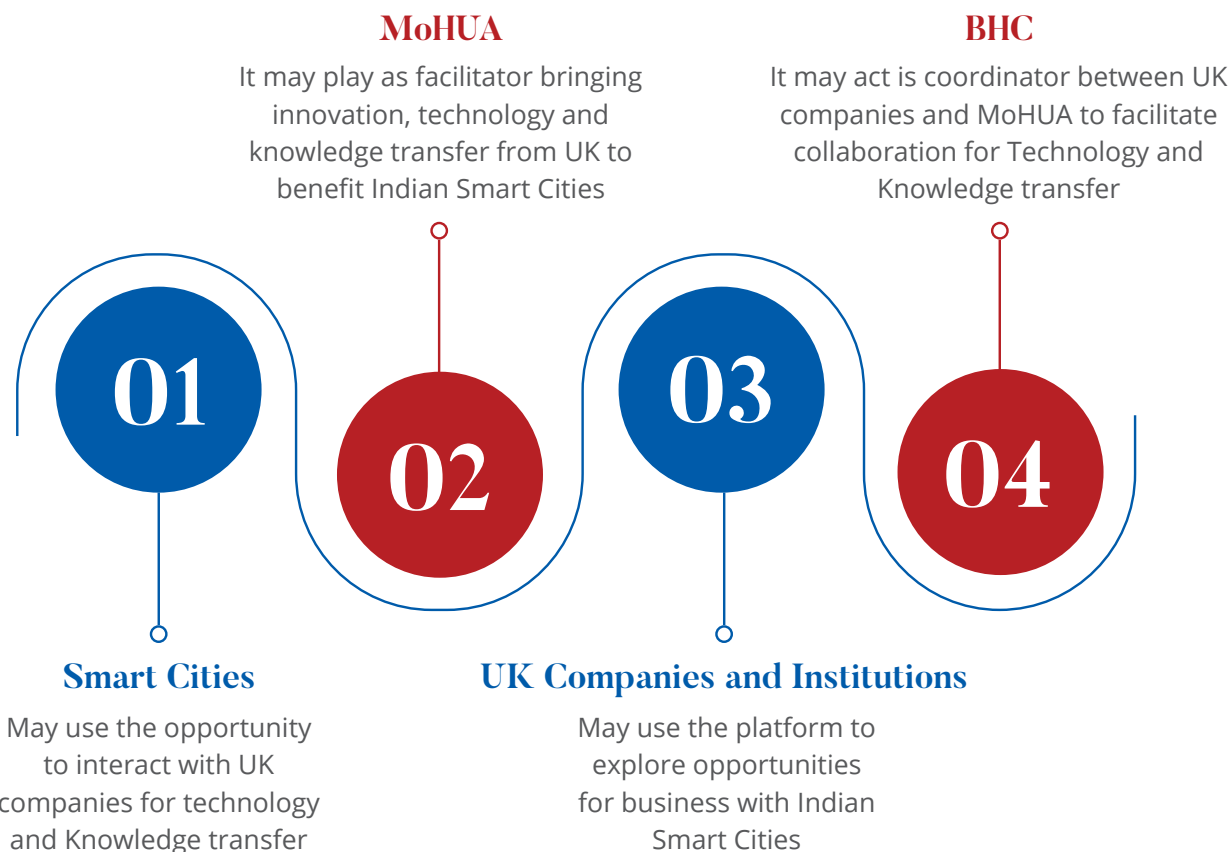 MoHUA
It may play as facilitator bringing
innovation, technology and
knowledge transfer from UK to
benefit Indian Smart Cities
BHC
It may act is coordinator between UK
companies and MoHUA to facilitate
collaboration for Technology and
Knowledge transfer
01
02
03
04
Smart Cities
May use the opportunity
to interact with UK
companies for technology
and Knowledge transfer
UK Companies and Institutions
May use the platform to
explore opportunities
for business with Indian
Smart Cities